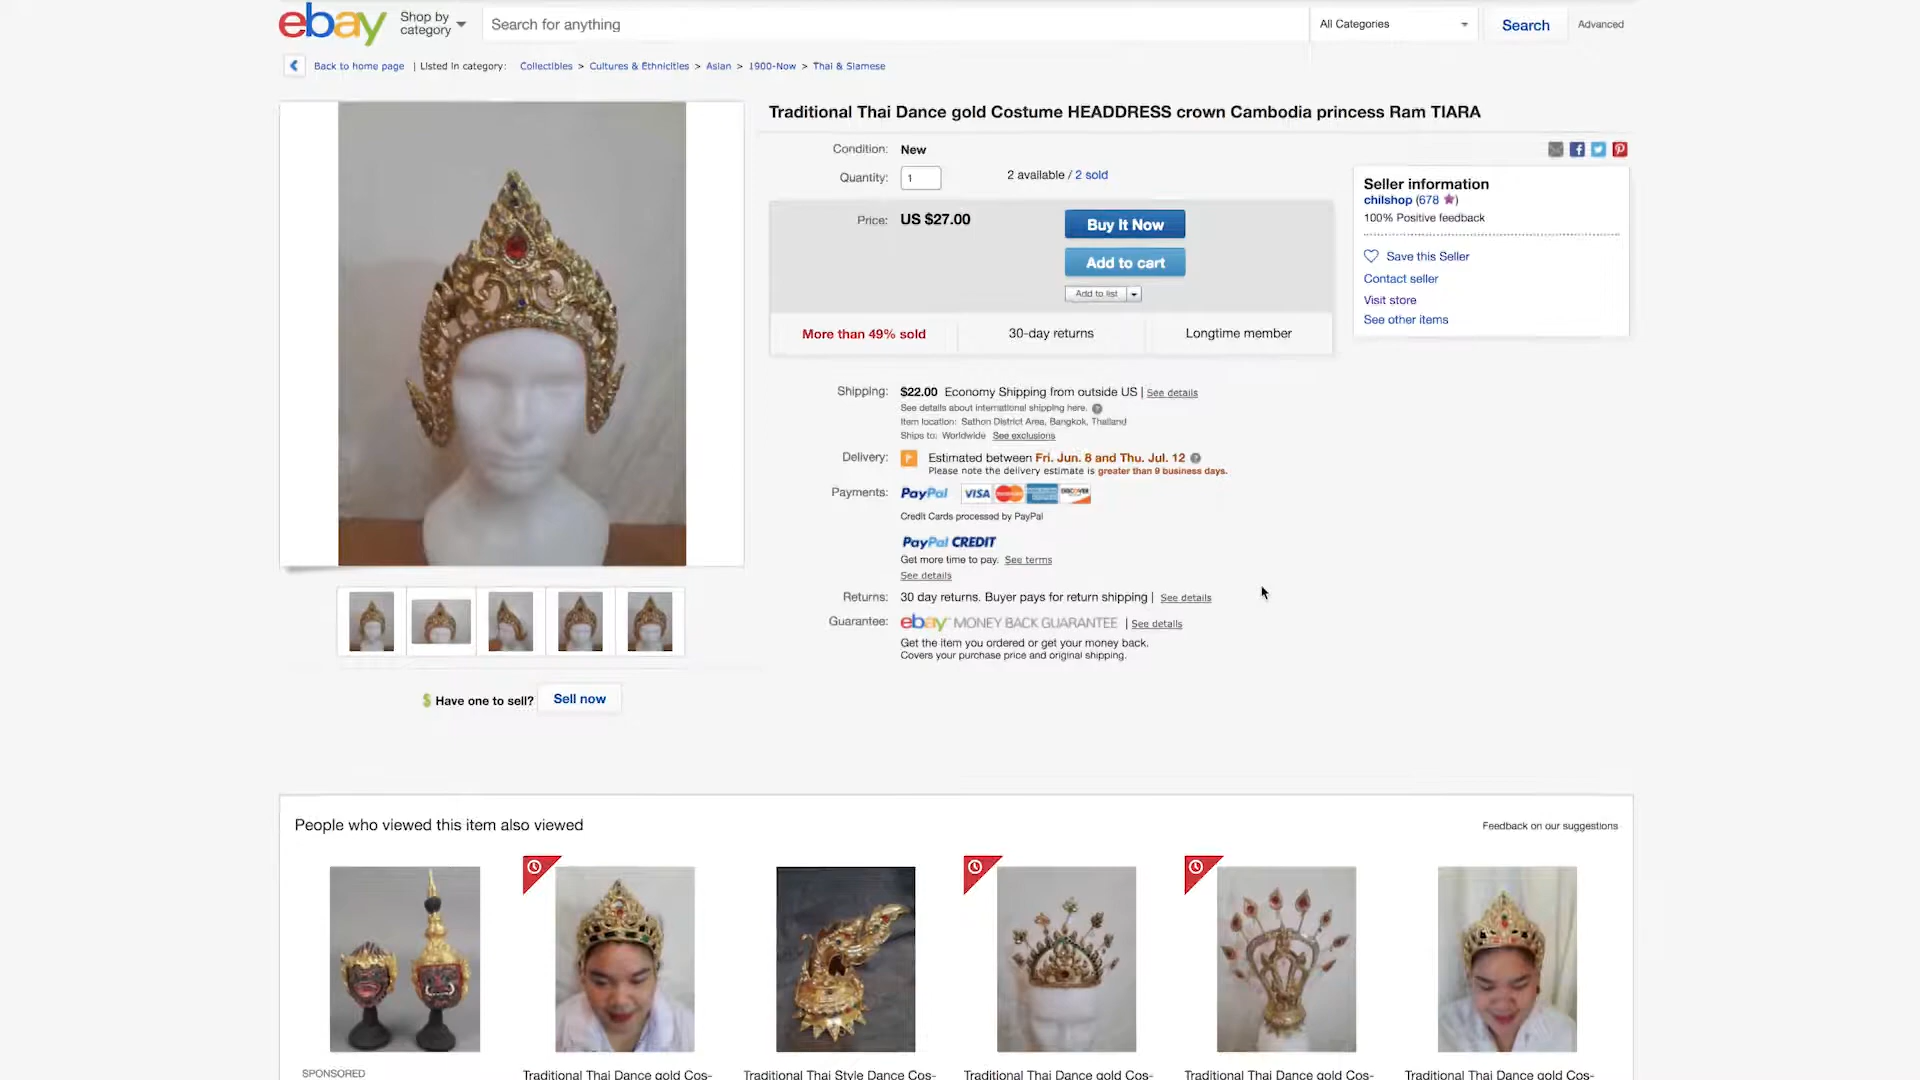 ebay
Shop by
category
Search for anything
All Categories
Search
Advanced
Back to home page | Listed in category: Collectibles > Cultures & Ethnicities > Asian > 1900-Now > Thai & Siamese
Traditional Thai Dance gold Costume HEADDRESS crown Cambodia princess Ram TIARA
Condition: New
Quantity: 1
2 available / 2 sold
Price: US $27.00
Buy It Now
Add to cart
Add to list
More than 49% sold
30-day returns
Longtime member
Seller information
chilshop (678 )
100% Positive feedback
Save this Seller
Contact seller
Visit store
See other items
Shipping: $22.00 Economy Shipping from outside US | See details
See details about international shipping here.
Item location: Sathon District Area, Bangkok, Thailand
Ships to: Worldwide See exclusions
Delivery: Estimated between Fri. Jun. 8 and Thu. Jul. 12
Please note the delivery estimate is greater than 9 business days.
Payments: PayPal VISA MasterCard DISCOVER
Credit Cards processed by PayPal
PayPal CREDIT
Get more time to pay. See terms
See details
Returns: 30 day returns. Buyer pays for return shipping | See details
Guarantee: ebay MONEY BACK GUARANTEE | See details
Get the item you ordered or get your money back.
Covers your purchase price and original shipping.
$ Have one to sell? Sell now
People who viewed this item also viewed
Feedback on our suggestions
SPONSORED
Traditional Thai Dance gold Cos-
Traditional Thai Style Dance Cos-
Traditional Thai Dance gold Cos-
Traditional Thai Dance gold Cos-
Traditional Thai Dance gold Cos-